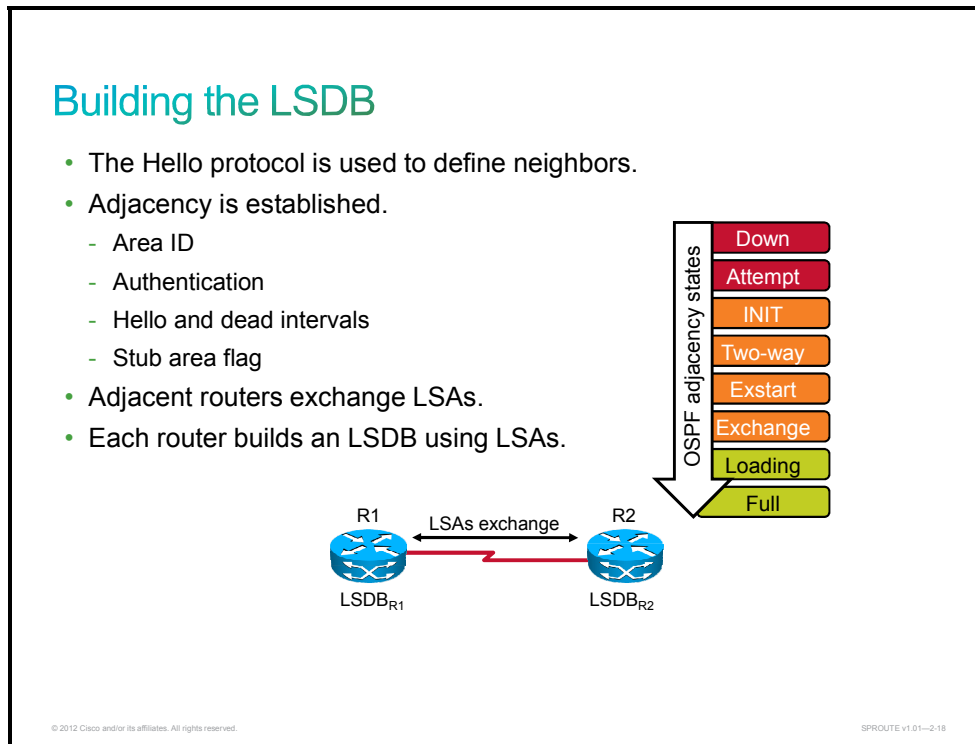 Building the LSDB
• The Hello protocol is used to define neighbors.
• Adjacency is established.
- Area ID
- Authentication
- Hello and dead intervals
- Stub area flag
• Adjacent routers exchange LSAs.
• Each router builds an LSDB using LSAs.
OSPF adjacency states
Down
Attempt
INIT
Two-way
Exstart
Exchange
Loading
Full
R1
LSAs exchange
R2
LSDBR1
LSDBR2
© 2012 Cisco and/or its affiliates. All rights reserved.
SPROUTE v1.01—2-18